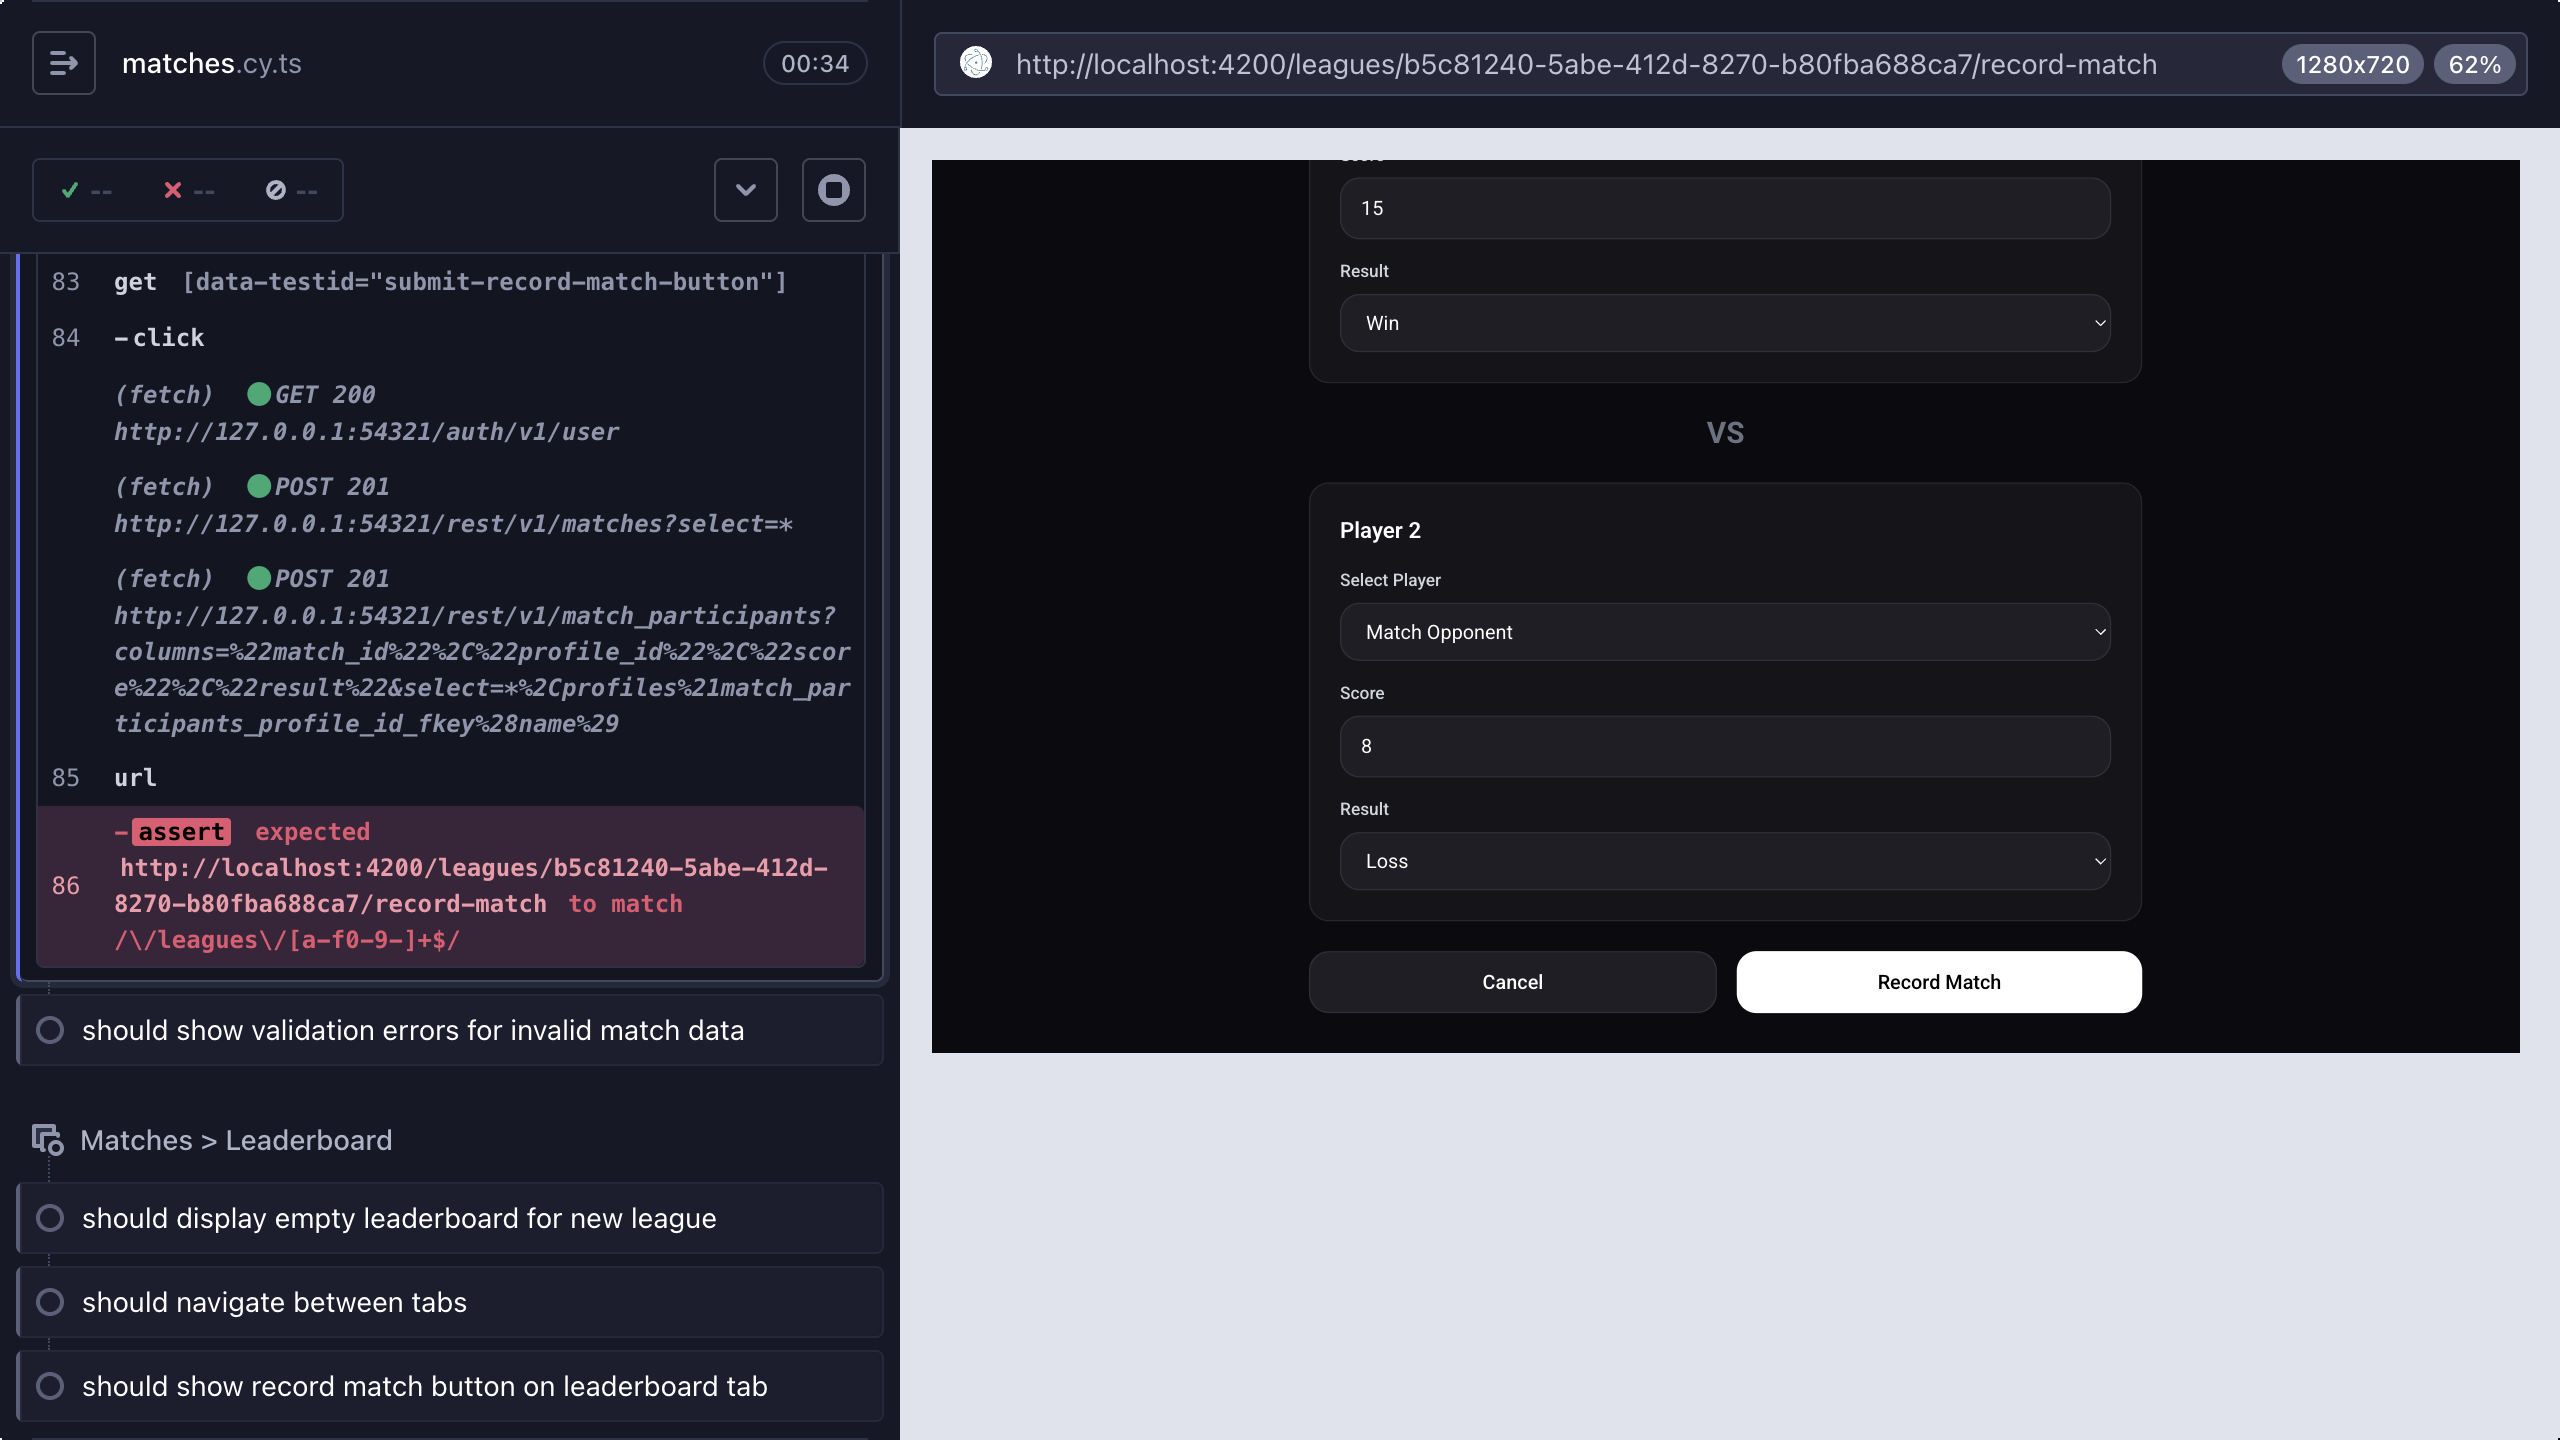 matches.cy.ts
00:34
http://localhost:4200/leagues/b5c81240-5abe-412d-8270-b80fba688ca7/record-match
1280x720
62%
--
--
--
83 get [data-testid="submit-record-match-button"]
84 -click
(fetch) GET 200
http://127.0.0.1:54321/auth/v1/user
(fetch) POST 201
http://127.0.0.1:54321/rest/v1/matches?select=*
(fetch) POST 201
http://127.0.0.1:54321/rest/v1/match_participants?
columns=%22match_id%22%2C%22profile_id%22%2C%22scor
e%22%2C%22result%22&select=*%2Cprofiles%21match_par
ticipants_profile_id_fkey%28name%29
85 url
-assert expected
http://localhost:4200/leagues/b5c81240-5abe-412d-
86 8270-b80fba688ca7/record-match to match
/\/leagues\/[a-f0-9-]+$/
should show validation errors for invalid match data
Matches > Leaderboard
should display empty leaderboard for new league
should navigate between tabs
should show record match button on leaderboard tab
15
Result
Win
VS
Player 2
Select Player
Match Opponent
Score
8
Result
Loss
Cancel
Record Match